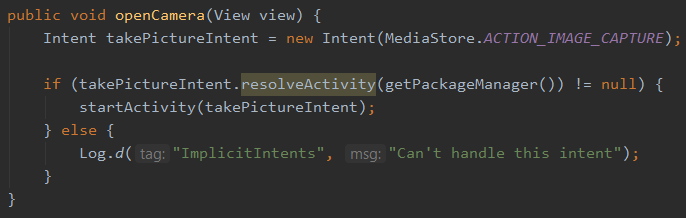 public void openCamera(View view) {
    Intent takePictureIntent = new Intent(MediaStore.ACTION_IMAGE_CAPTURE);

    if (takePictureIntent.resolveActivity(getPackageManager()) != null) {
        startActivity(takePictureIntent);
    } else {
        Log.d( tag: "ImplicitIntents", msg: "Can't handle this intent");
    }
}